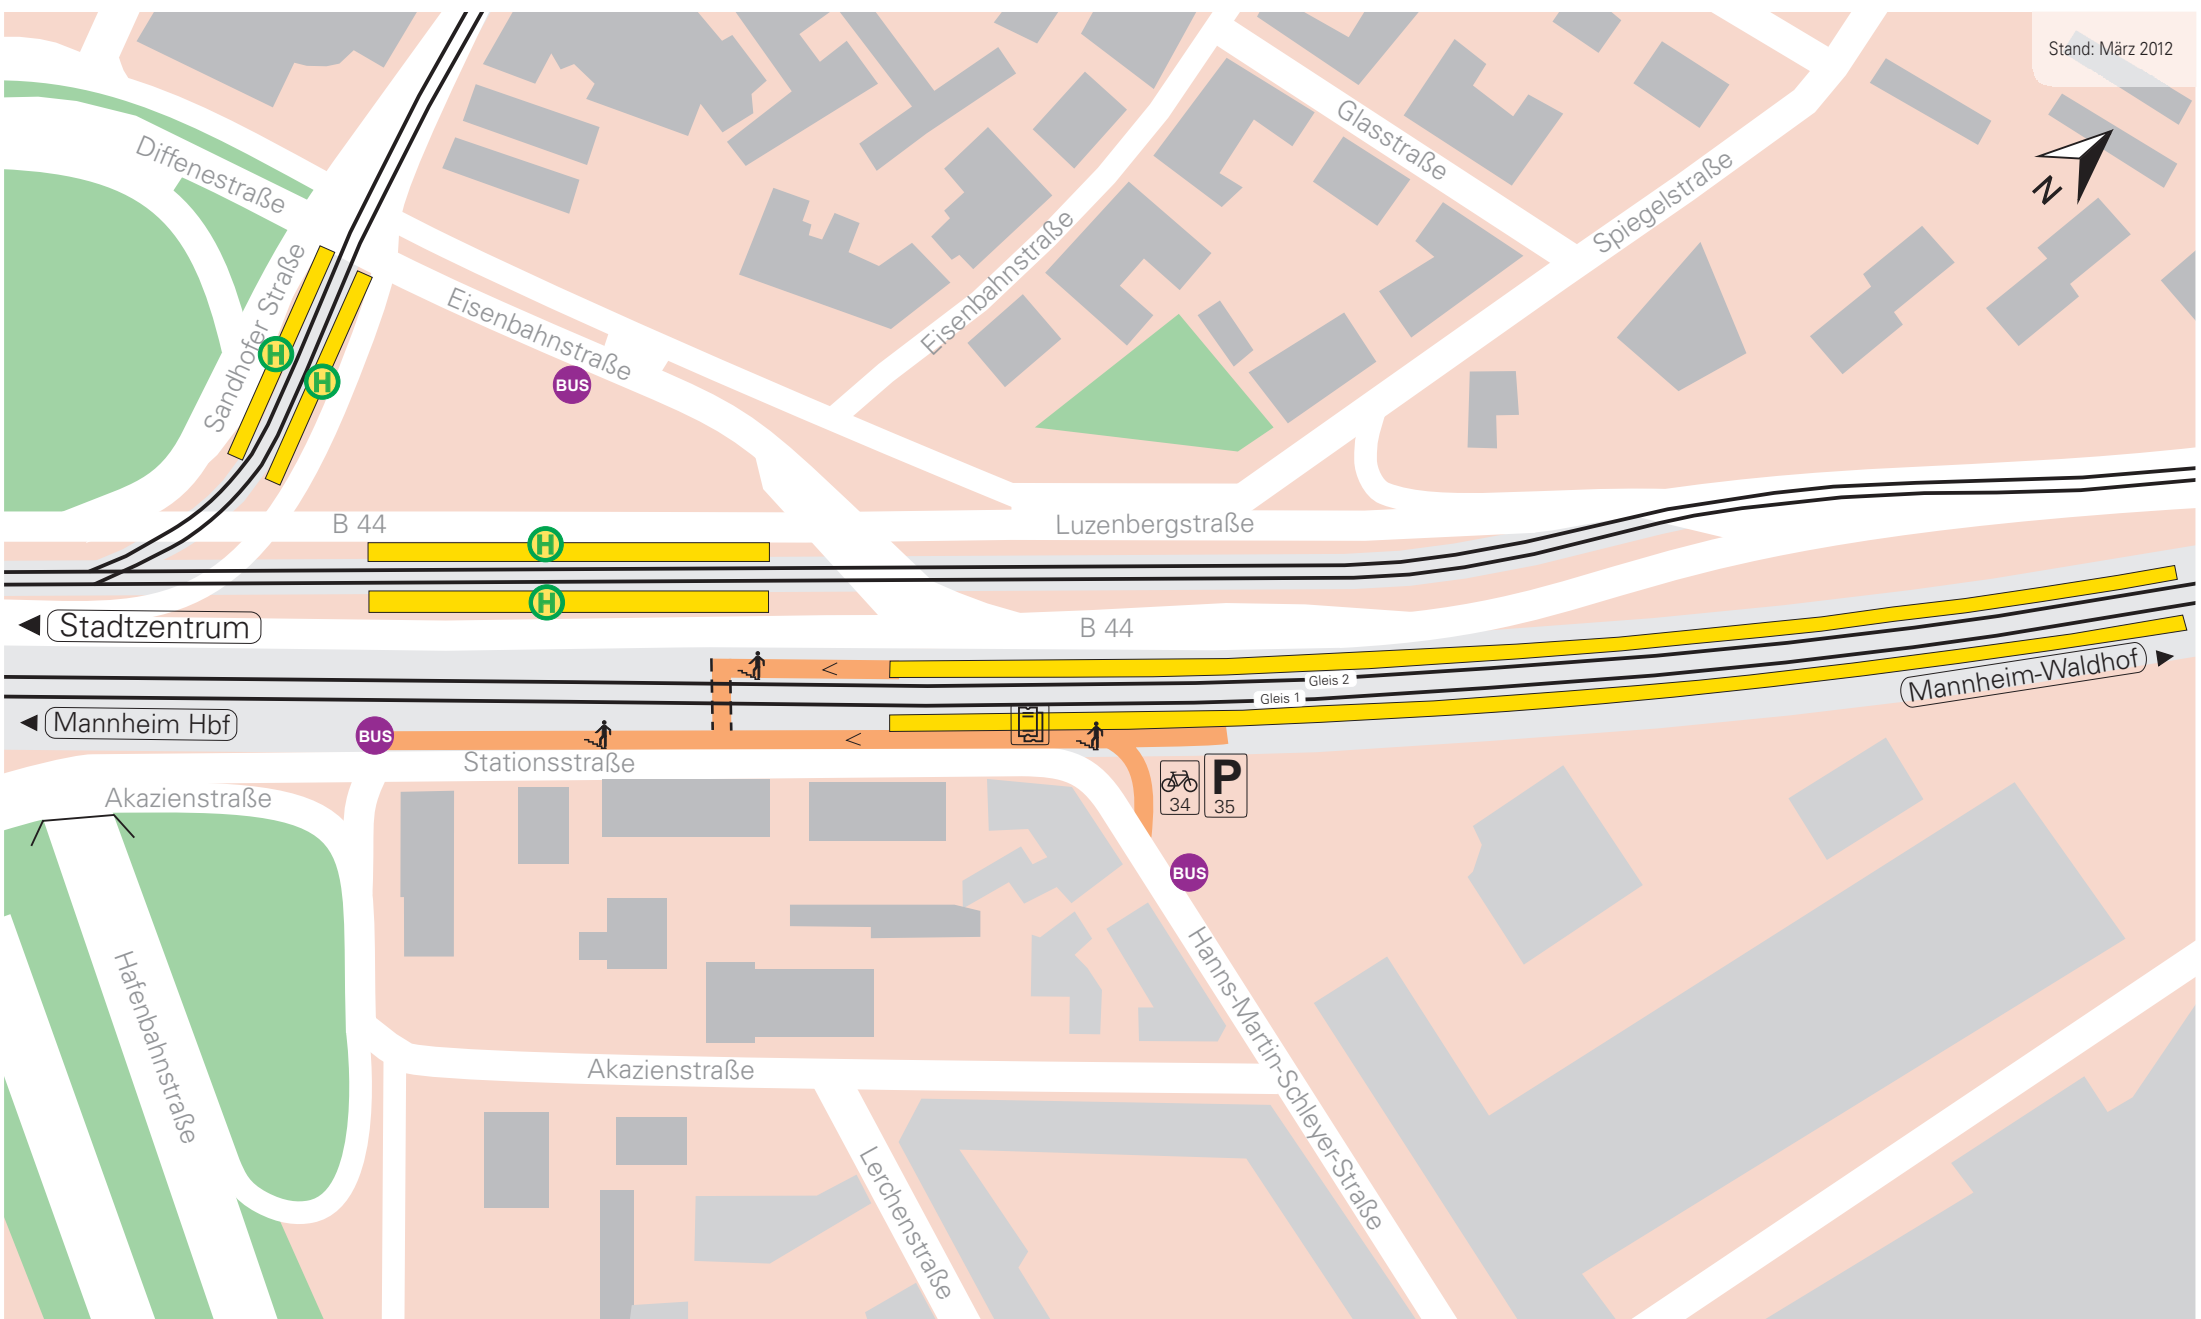 Stand: März 2012
N
Diffenestraße
Glasstraße
Spiegelstraße
Sandhofer Straße
Eisenbahnstraße
Eisenbahnstraße
H
H
BUS
B 44
Luzenbergstraße
H
H
Stadtzentrum
B 44
Gleis 2
Gleis 1
Mannheim-Waldhof
Mannheim Hbf
BUS
Stationsstraße
Akazienstraße
34
P
35
BUS
Hafenbahnstraße
Hanns-Martin-Schleyer-Straße
Akazienstraße
Lerchenstraße